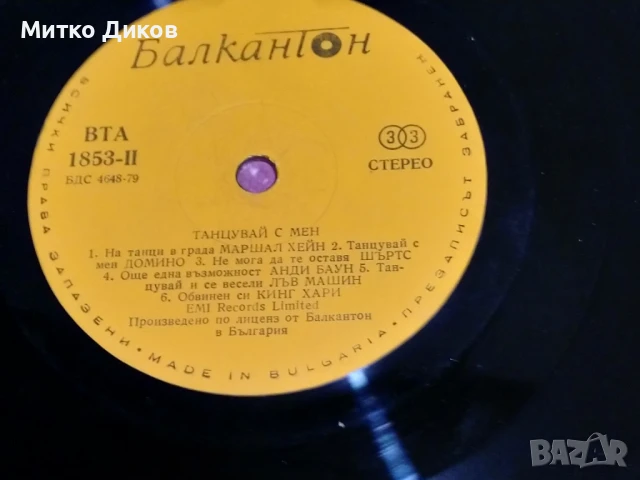 Митко Диков
Балкантон
ВСИЧКИ ПРАВА ЗАПАЗЕНИ • MADE IN BULGARIA • ПРЕЗАПИСЪТ ЗАБРАНЕН
ВТА
1853-II
БДС 4648-79
33
СТЕРЕО
ТАНЦУВАЙ С МЕН
1. На танци в града МАРШАЛ ХЕЙН 2. Танцувай с
мен ДОМИНО 3. Не мога да те оставя ШЪРТС
4. Още една възможност АНДИ БАУН 5. Тан-
цувай и се весели ЛЪВ МАШИН
6. Обвинен си КИНГ ХАРИ
EMI Records Limited
Произведено по лиценз от Балкантон
в България
BAZAR